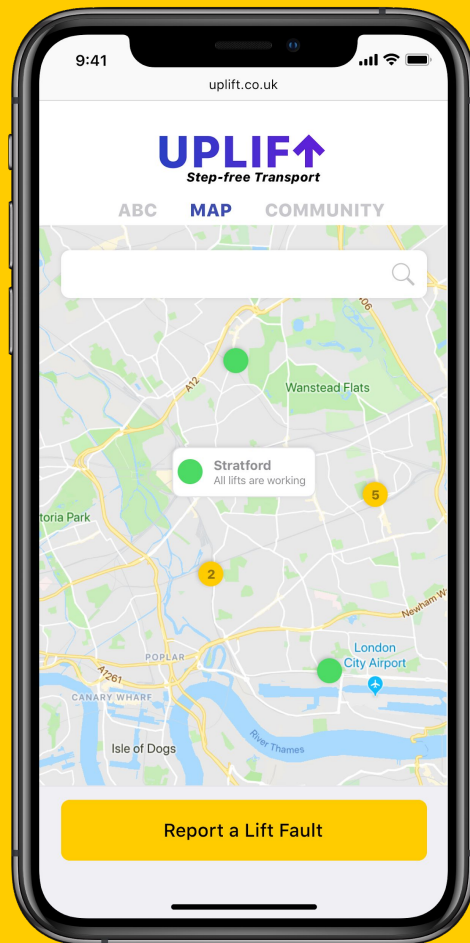 9:41
uplift.co.uk
UPLIF↑
Step-free Transport
ABC MAP COMMUNITY
A12
Wanstead Flats
Stratford
All lifts are working
5
toria Park
2
Newham W
POPLAR
London
City Airport
A1261
CANARY WHARF
Isle of Dogs
River Thames
Report a Lift Fault